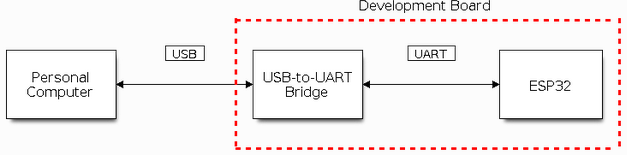 Development Board
USB
UART
Personal
Computer
USB-to-UART
Bridge
ESP32